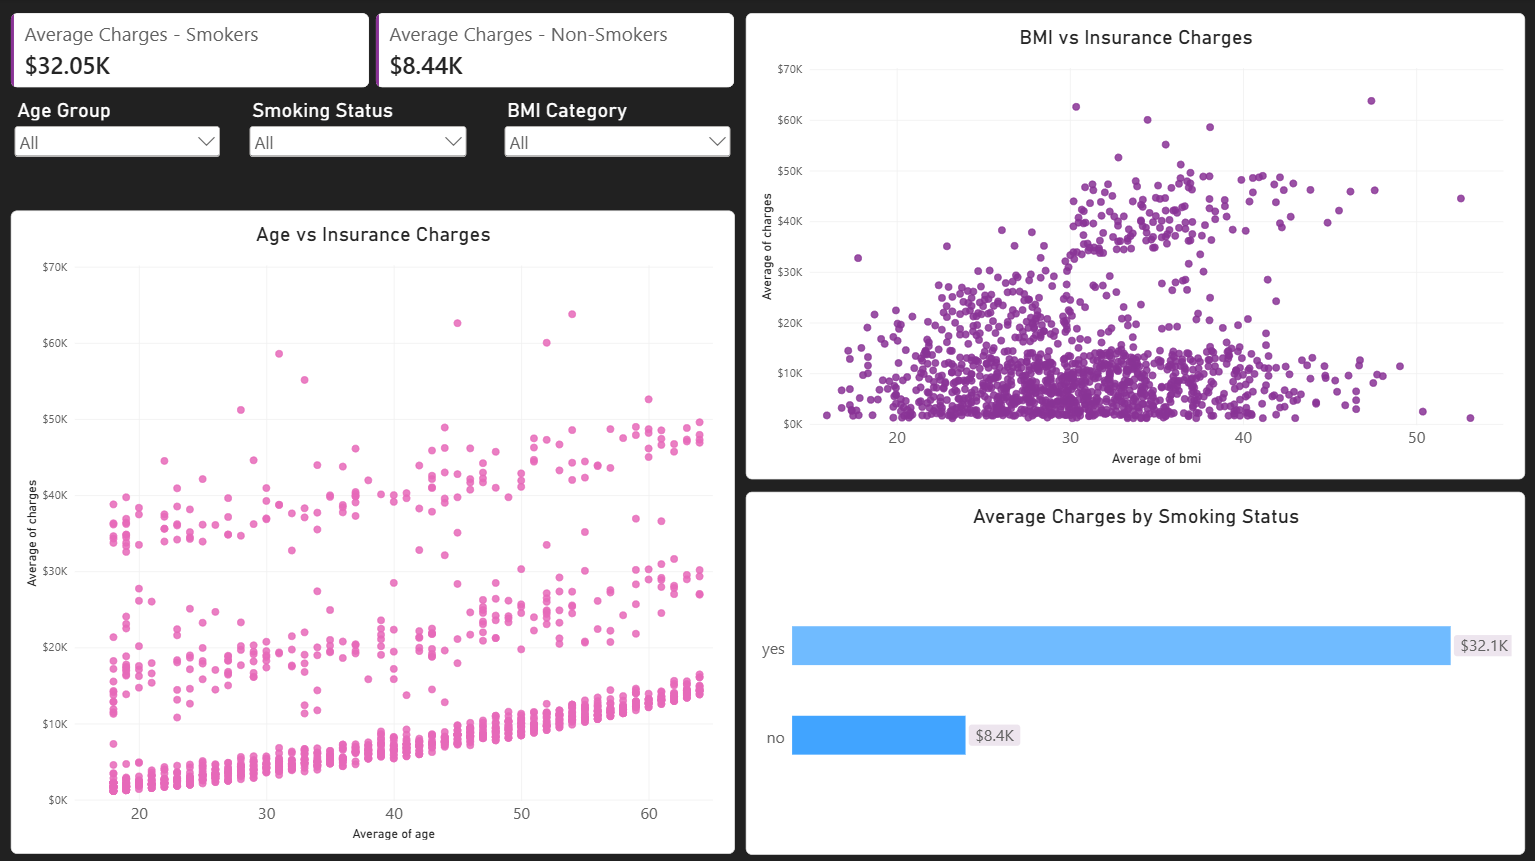 Average Charges - Smokers
$32.05K
Average Charges - Non-Smokers
$8.44K
Age Group
All
Smoking Status
All
BMI Category
All
Age vs Insurance Charges
Average of charges
$70K
$60K
$50K
$40K
$30K
$20K
$10K
$0K
20 30 40 50 60
Average of age
BMI vs Insurance Charges
Average of charges
$70K
$60K
$50K
$40K
$30K
$20K
$10K
$0K
20 30 40 50
Average of bmi
Average Charges by Smoking Status
yes $32.1K
no $8.4K